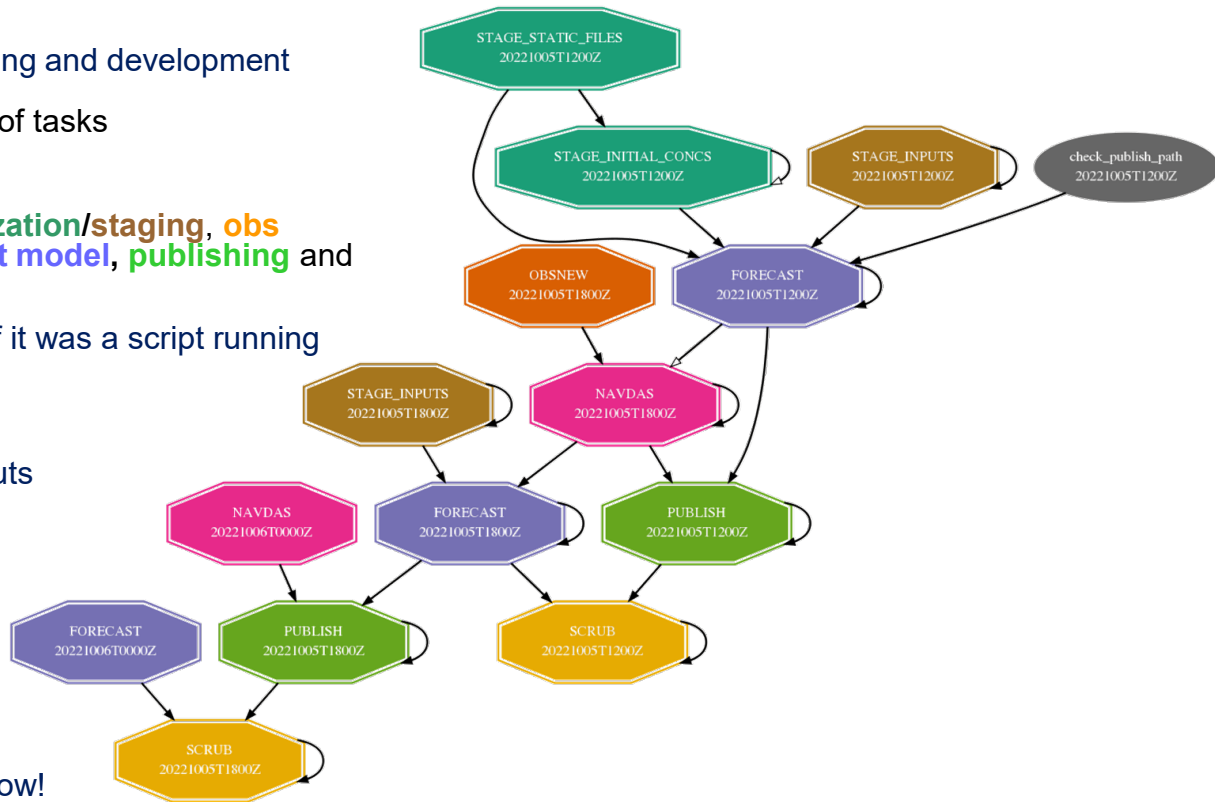 ing and development
of tasks
zation/staging, obs
t model, publishing and
f it was a script running
uts
ow!
STAGE_STATIC_FILES
20221005T1200Z
STAGE_INITIAL_CONCS
20221005T1200Z
STAGE_INPUTS
20221005T1200Z
check_publish_path
20221005T1200Z
OBSNEW
20221005T1800Z
FORECAST
20221005T1200Z
STAGE_INPUTS
20221005T1800Z
NAVDAS
20221005T1800Z
NAVDAS
20221006T0000Z
FORECAST
20221005T1800Z
PUBLISH
20221005T1200Z
FORECAST
20221006T0000Z
PUBLISH
20221005T1800Z
SCRUB
20221005T1200Z
SCRUB
20221005T1800Z